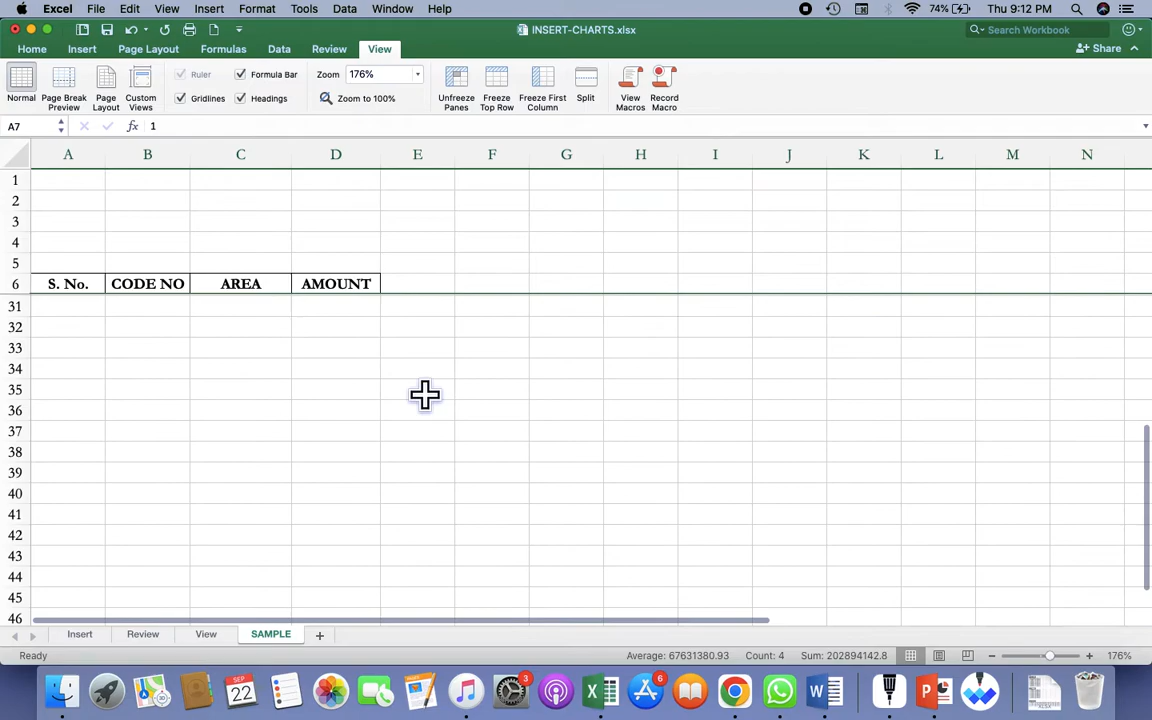 Excel File Edit View Insert Format Tools Data Window Help 74% Thu 9:12 PM
INSERT-CHARTS.xlsx Search Workbook
Home Insert Page Layout Formulas Data Review View Share
Ruler Formula Bar Zoom 176%
Gridlines Headings Zoom to 100%
Normal Page Break Preview Page Layout Custom Views Unfreeze Panes Freeze Top Row Freeze First Column Split View Macros Record Macro
A7 fx 1
A B C D E F G H I J K L M N
1
2
3
4
5
6 S. No. CODE NO AREA AMOUNT
31
32
33
34
35
36
37
38
39
40
41
42
43
44
45
46
Insert Review View SAMPLE +
Ready Average: 67631380.93 Count: 4 Sum: 202894142.8 176%
SEP 22 3 6